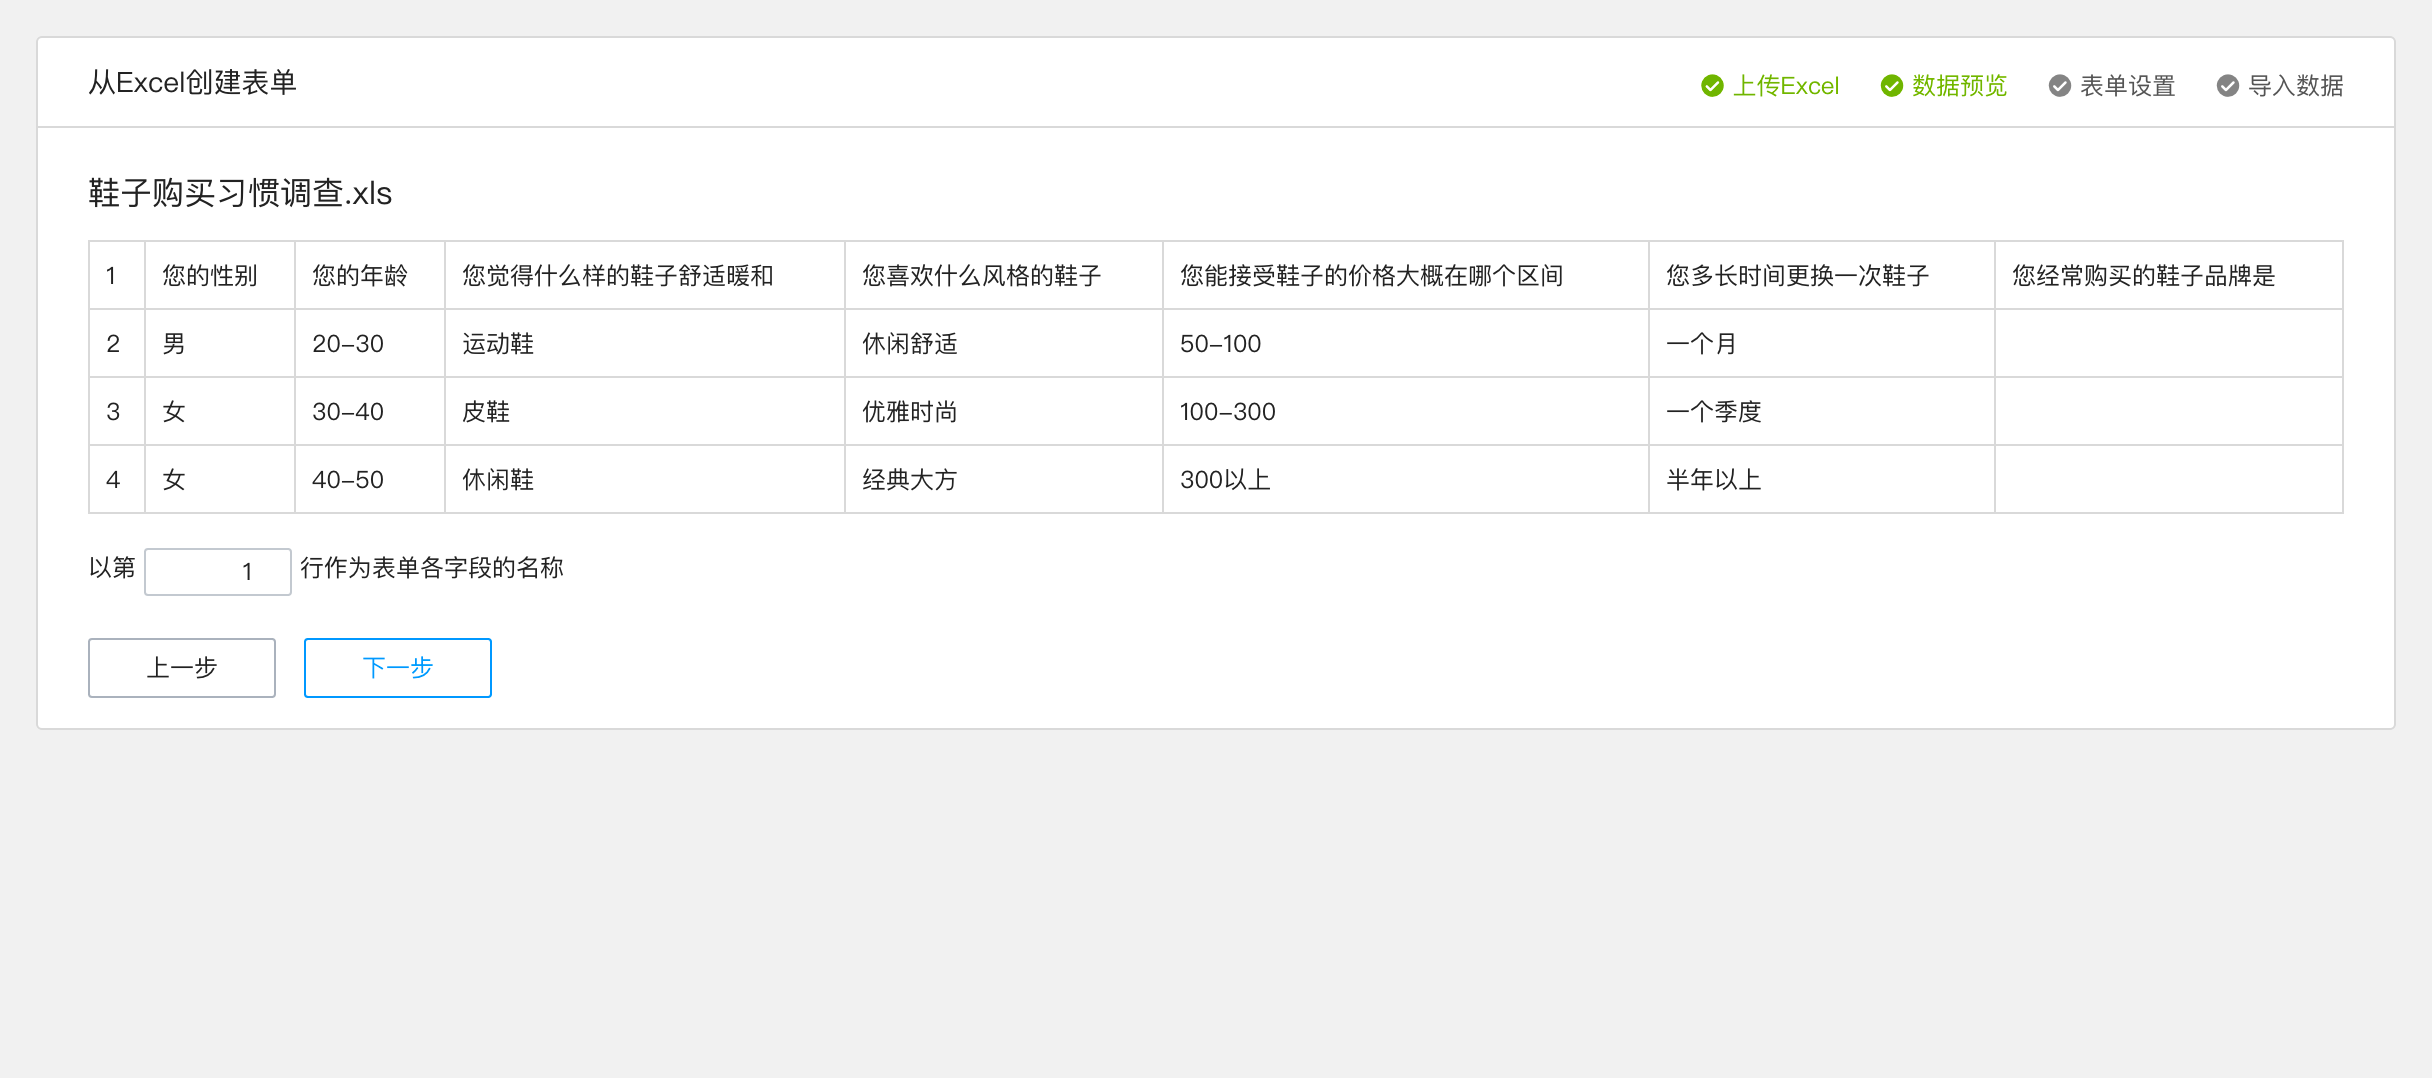 从Excel创建表单 上传Excel 数据预览 表单设置 导入数据
鞋子购买习惯调查.xls
1 您的性别 您的年龄 您觉得什么样的鞋子舒适暖和 您喜欢什么风格的鞋子 您能接受鞋子的价格大概在哪个区间 您多长时间更换一次鞋子 您经常购买的鞋子品牌是
2 男 20–30 运动鞋 休闲舒适 50–100 一个月
3 女 30–40 皮鞋 优雅时尚 100–300 一个季度
4 女 40–50 休闲鞋 经典大方 300以上 半年以上
以第 1 行作为表单各字段的名称
上一步 下一步